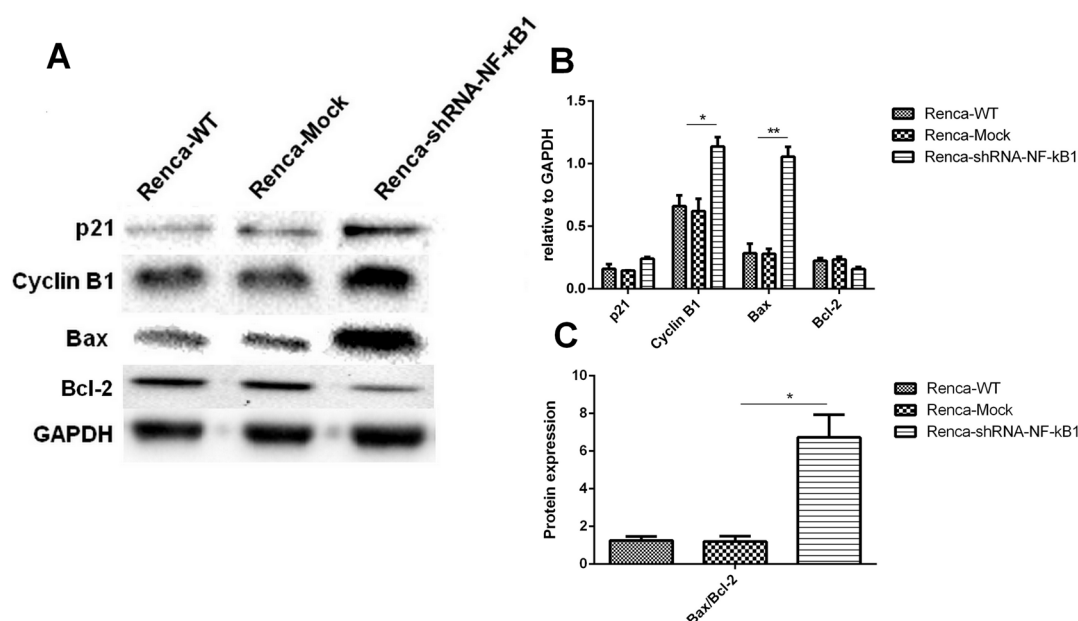 A
Renca-WT
Renca-Mock
Renca-shRNA-NF-κB1
p21
Cyclin B1
Bax
Bcl-2
GAPDH
B
relative to GAPDH
1.5
1.0
0.5
0.0
*
**
p21
Cyclin B1
Bax
Bcl-2
Renca-WT
Renca-Mock
Renca-shRNA-NF-kB1
C
Protein expression
10
8
6
4
2
0
*
Bax/Bcl-2
Renca-WT
Renca-Mock
Renca-shRNA-NF-kB1